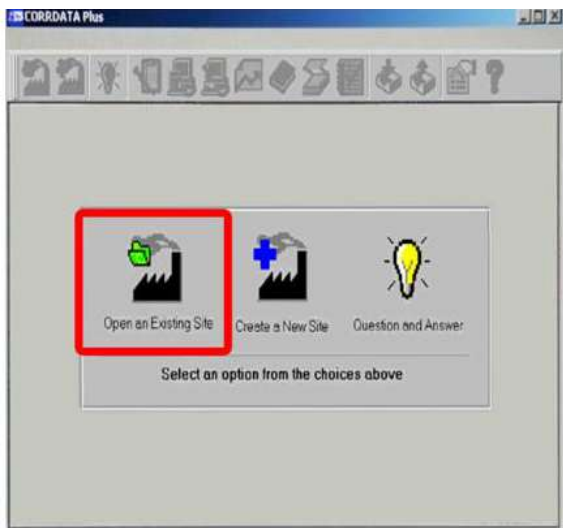 CORRDATA Plus
Open an Existing Site
Create a New Site
Question and Answer
Select an option from the choices above